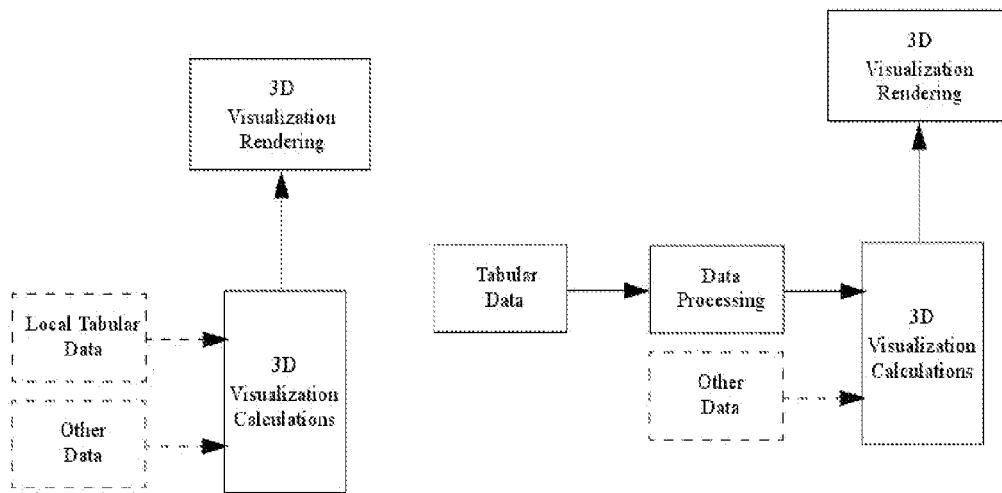 3D
Visualization
Rendering
Local Tabular
Data
Other
Data
3D
Visualization
Calculations
3D
Visualization
Rendering
Tabular
Data
Data
Processing
Other
Data
3D
Visualization
Calculations